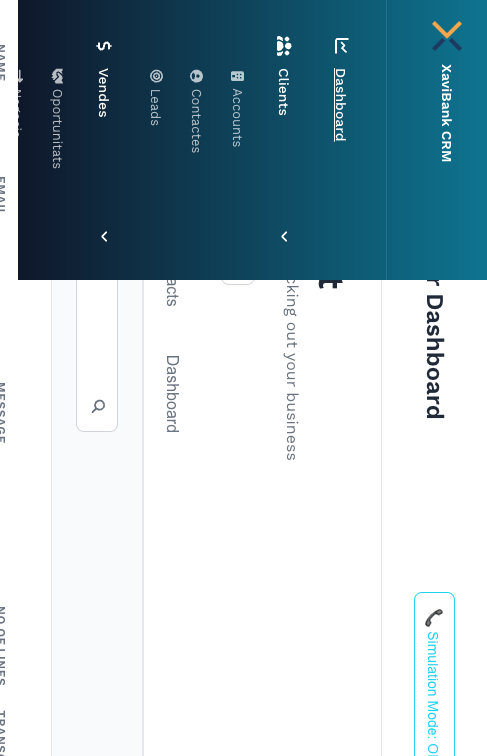 XaviBank CRM
Dashboard
Clients
Accounts
Contactes
Leads
Vendes
Oportunitats
r Dashboard
Simulation Mode: O
t
cking out your business
acts
Dashboard
NAME
EMAIL
MESSAGE
NO OF LINES
TRANS